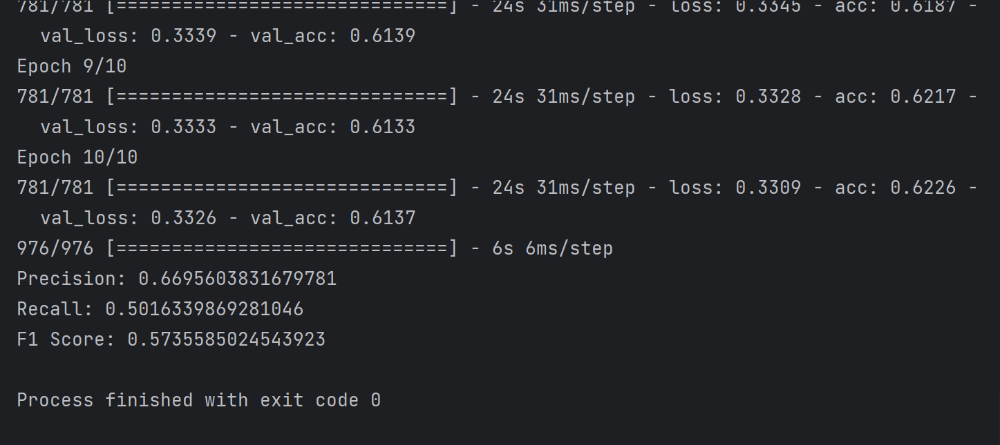 781/781 [==============================] - 24s 31ms/step - loss: 0.3345 - acc: 0.6187 -
val_loss: 0.3339 - val_acc: 0.6139
Epoch 9/10
781/781 [==============================] - 24s 31ms/step - loss: 0.3328 - acc: 0.6217 -
val_loss: 0.3333 - val_acc: 0.6133
Epoch 10/10
781/781 [==============================] - 24s 31ms/step - loss: 0.3309 - acc: 0.6226 -
val_loss: 0.3326 - val_acc: 0.6137
976/976 [==============================] - 6s 6ms/step
Precision: 0.6695603831679781
Recall: 0.5016339869281046
F1 Score: 0.5735585024543923
Process finished with exit code 0